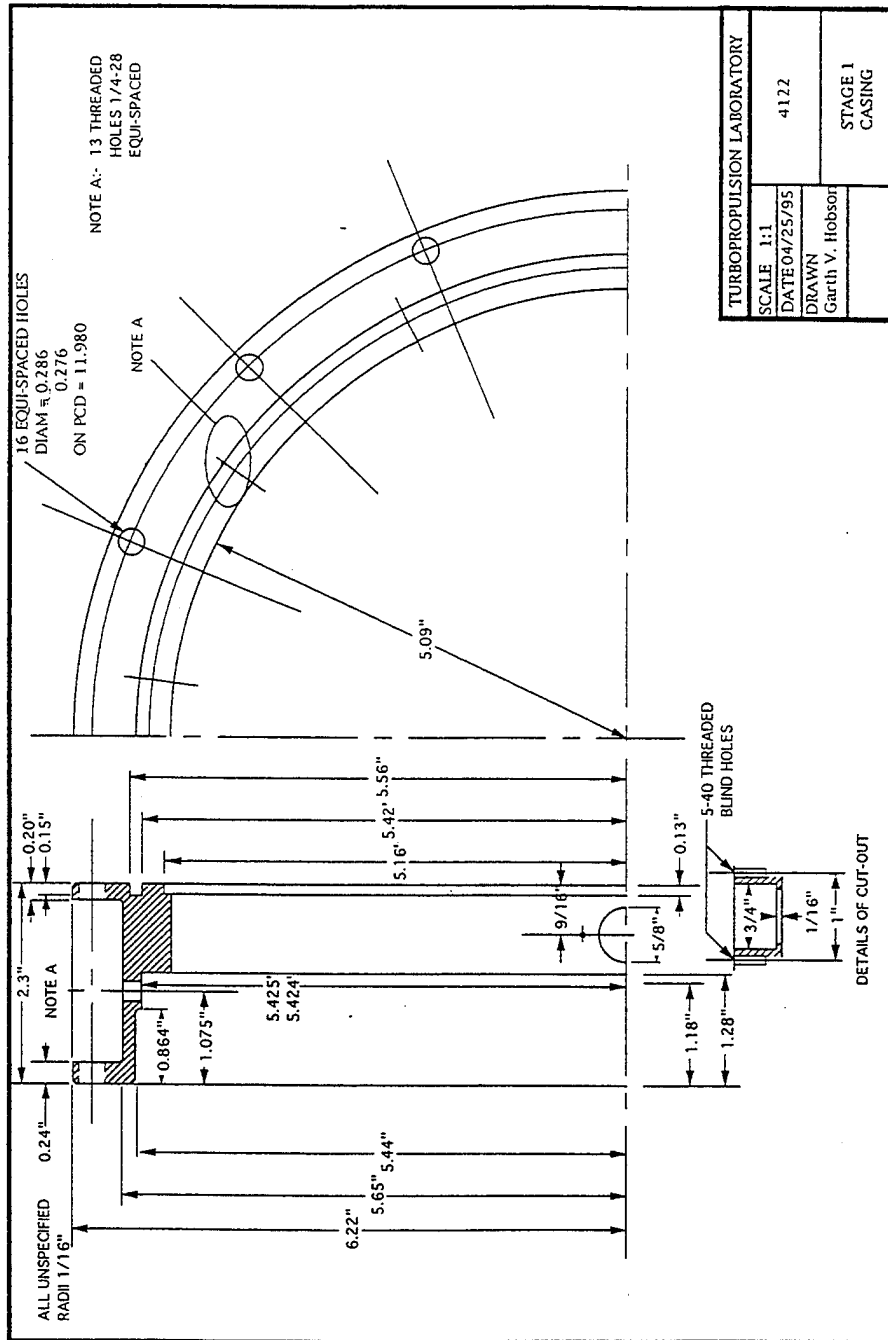 ALL UNSPECIFIED
RADII 1/16"
0.24"
2.3"
NOTE A
0.20"
0.15"
0.864"
1.075"
5.425'
5.424'
5.16"
5.42'
5.56"
9/16"
0.13"
5/8"
6.22"
5.65"
5.44"
1.18"
1.28"
5-40 THREADED
BLIND HOLES
3/4"
1/16"
1"
DETAILS OF CUT-OUT
16 EQUI-SPACED HOLES
DIAM = 0.286
0.276
ON PCD = 11.980
NOTE A
NOTE A:- 13 THREADED
HOLES 1/4-28
EQUI-SPACED
5.09"
TURBOPROPULSION LABORATORY
SCALE 1:1
DATE 04/25/95
DRAWN
Garth V. Hobson
4122
STAGE 1
CASING